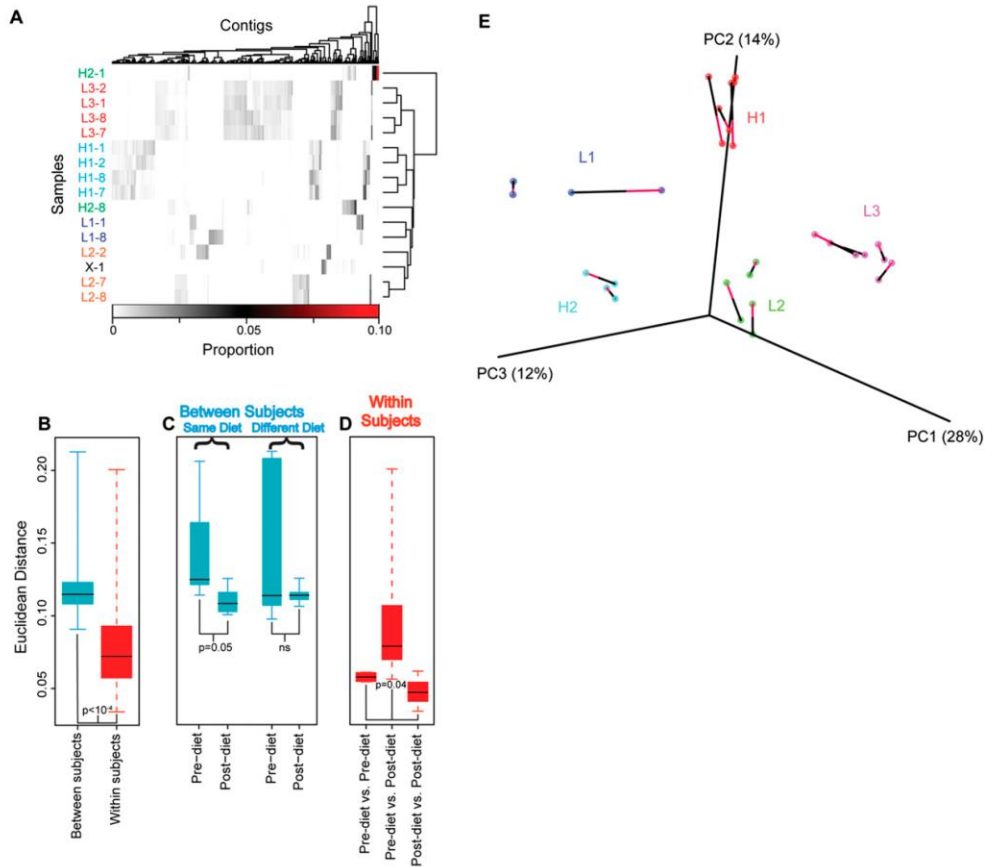 A
Contigs
Samples
H2-1
L3-2
L3-1
L3-8
L3-7
H1-1
H1-2
H1-8
H1-7
H2-8
L1-1
L1-8
L2-2
X-1
L2-7
L2-8
0
0.05
0.10
Proportion
E
PC2 (14%)
H1
L1
L3
H2
L2
PC3 (12%)
PC1 (28%)
B
Euclidean Distance
0.20
0.15
0.10
0.05
p<10-4
Between subjects
Within subjects
C
Between Subjects
Same Diet
Different Diet
p=0.05
ns
Pre-diet
Post-diet
Pre-diet
Post-diet
D
Within
Subjects
p=0.04
Pre-diet vs. Pre-diet
Pre-diet vs. Post-diet
Post-diet vs. Post-diet